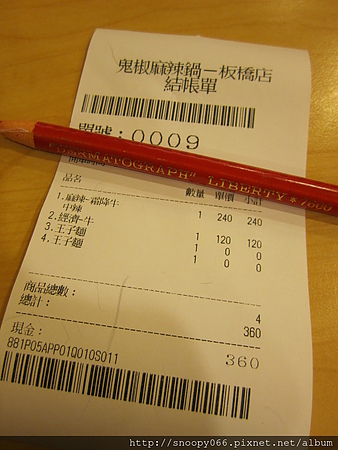 鬼椒麻辣鍋－板橋店
結帳單
單號：0009
"DERMATOGRAPH" LIBERTY ★ 7600
品名 數量 單價 小計
1.麻辣-霜降牛 1 240 240
中辣
2.經濟-牛 1 120 120
3.王子麵 1 0 0
4.王子麵 1 0 0
商品總數： 4
總計： 360
現金： 360
881P05APP01Q010S011
http://snoopy066.pixnet.net/album